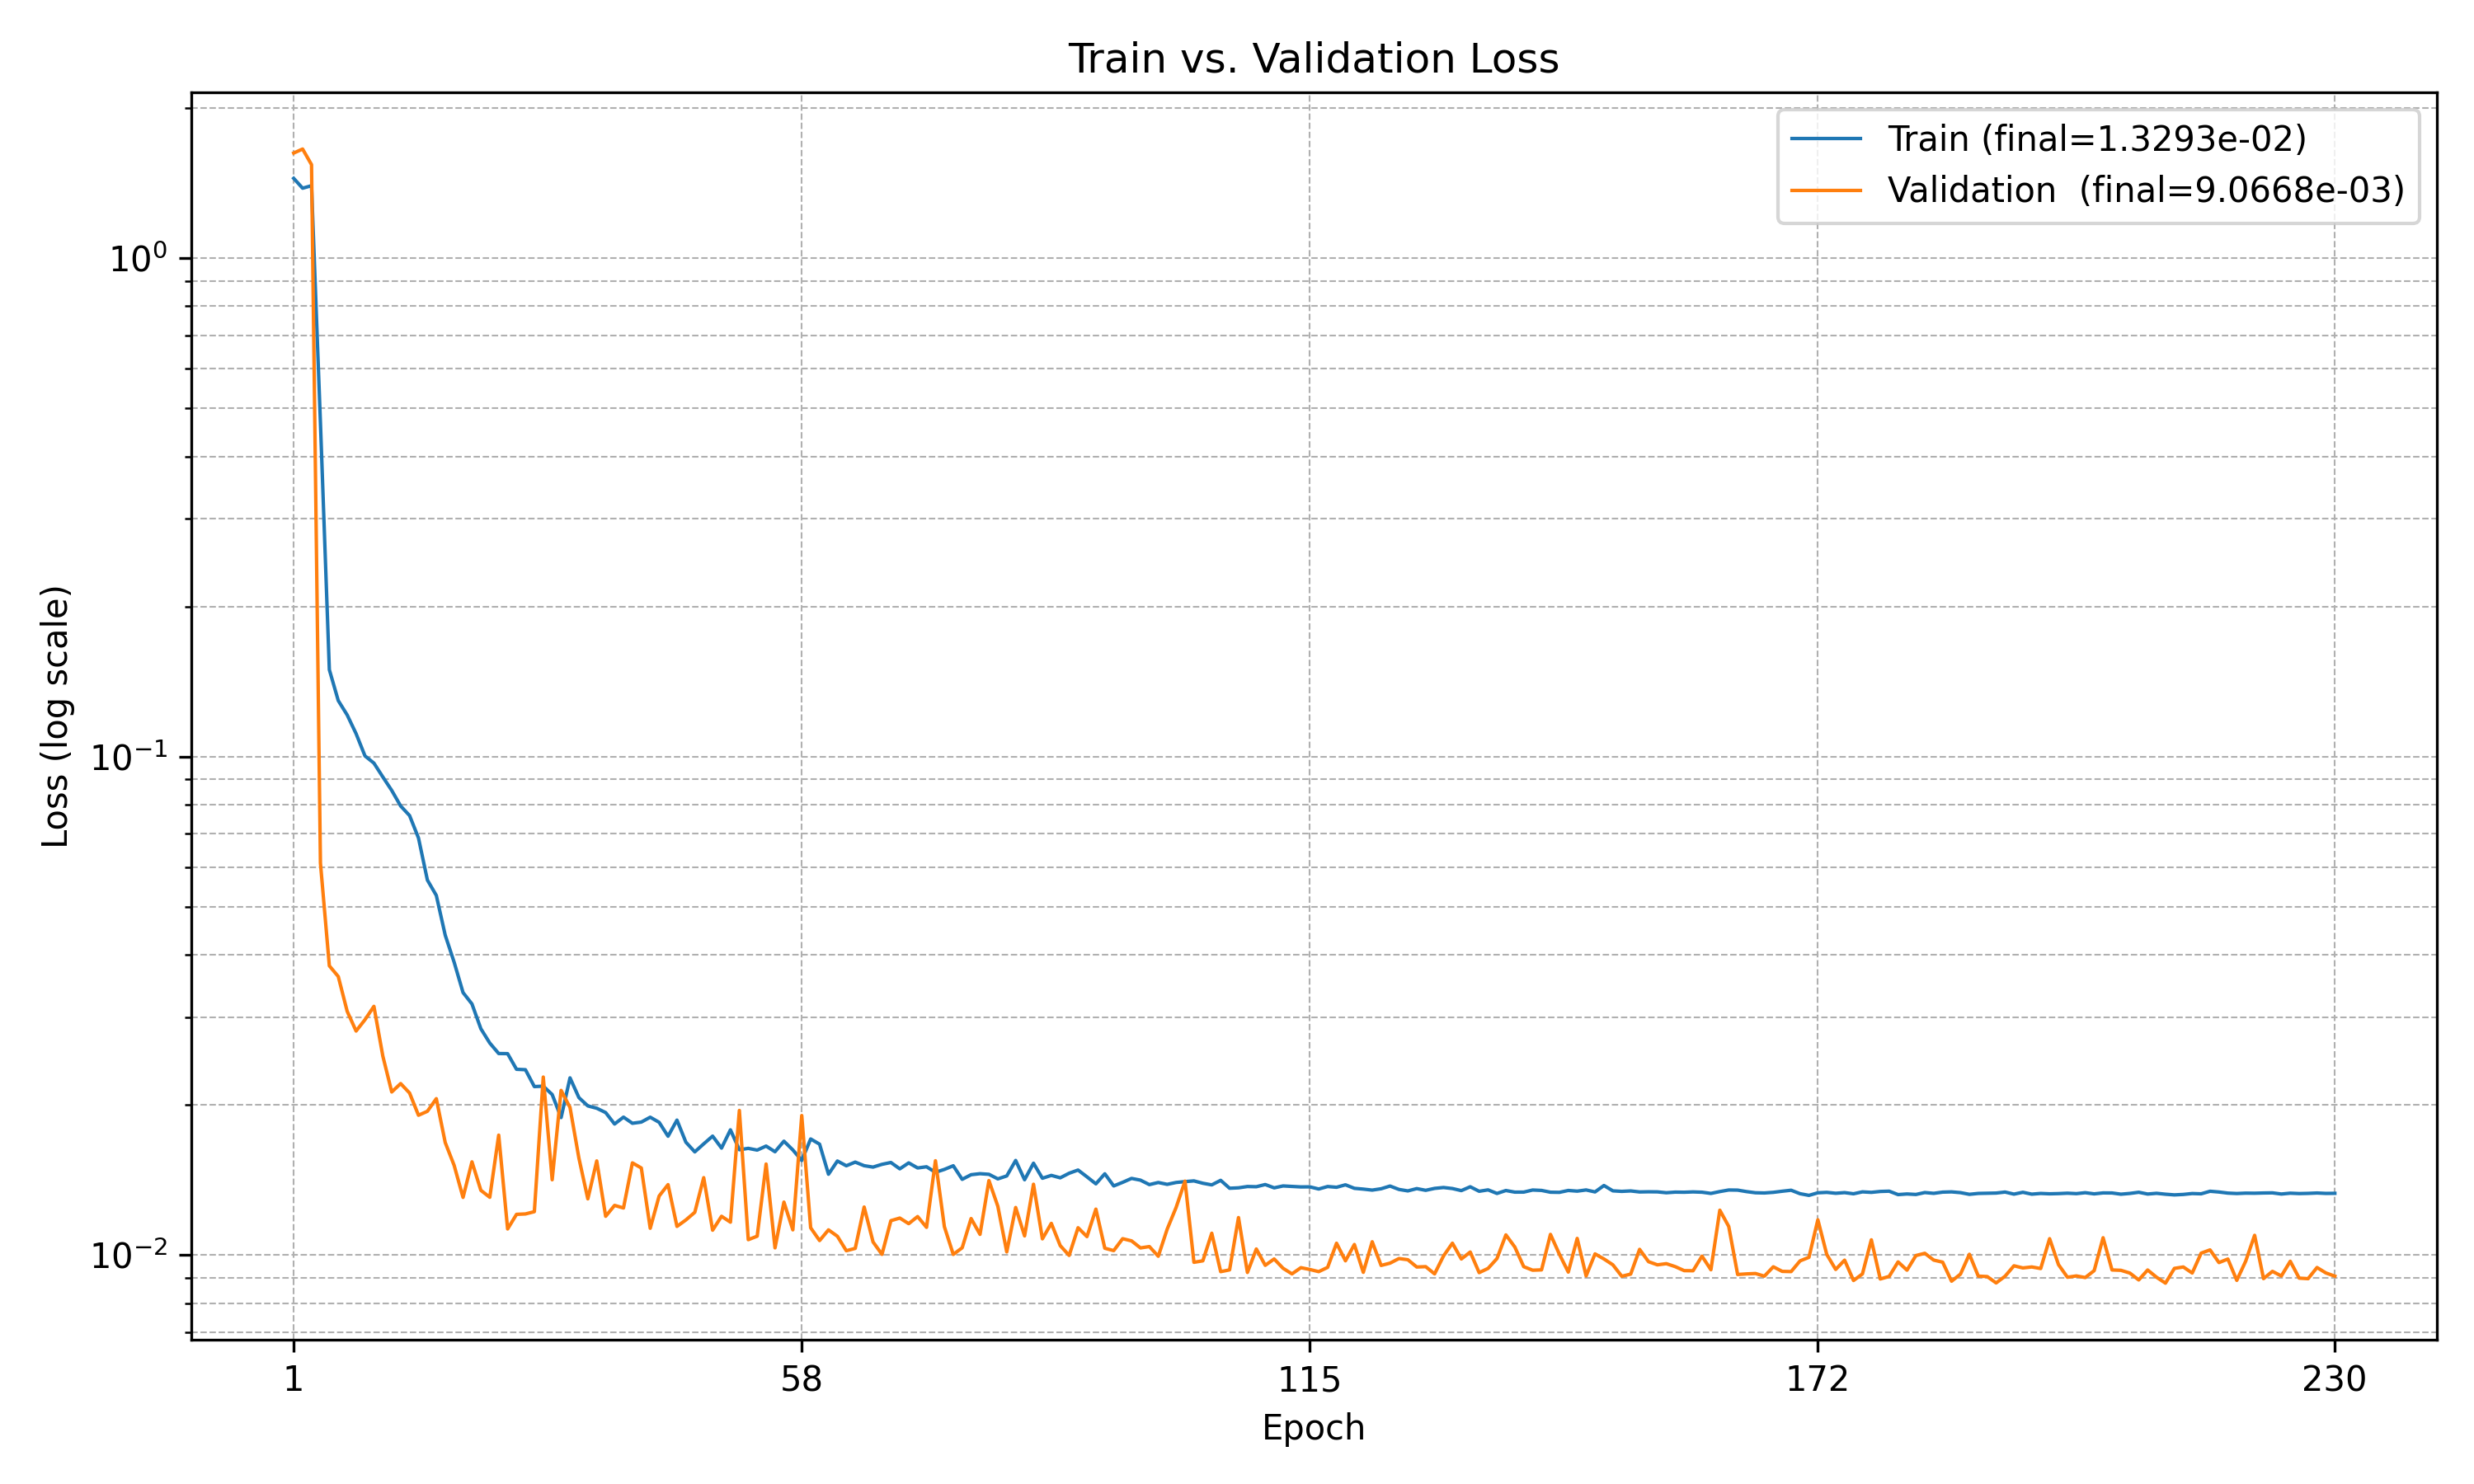 Train vs. Validation Loss
Train (final=1.3293e-02)
Validation (final=9.0668e-03)
Loss (log scale)
10⁰
10⁻¹
10⁻²
1 58 115 172 230
Epoch